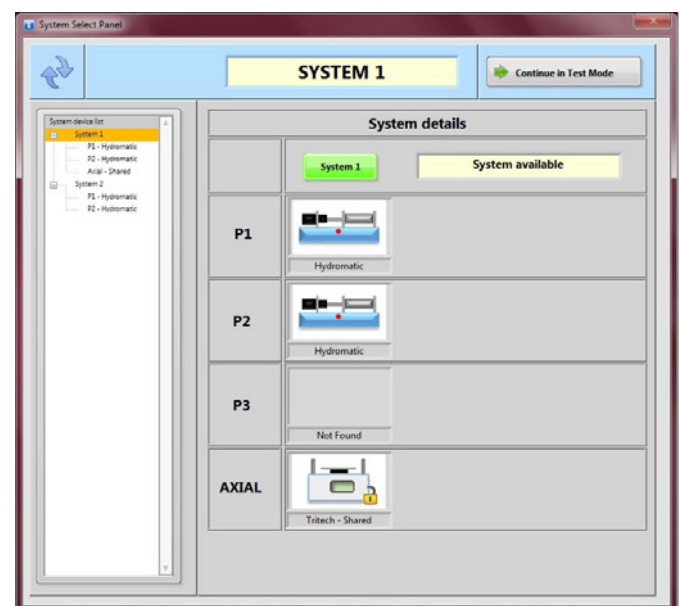 System Select Panel
SYSTEM 1
Continue in Test Mode
System device list
System 1
P1 - Hydromatic
P2 - Hydromatic
Axial - Shared
System 2
P1 - Hydromatic
P2 - Hydromatic
System details
System 1
System available
P1
Hydromatic
P2
Hydromatic
P3
Not Found
AXIAL
Tritech - Shared